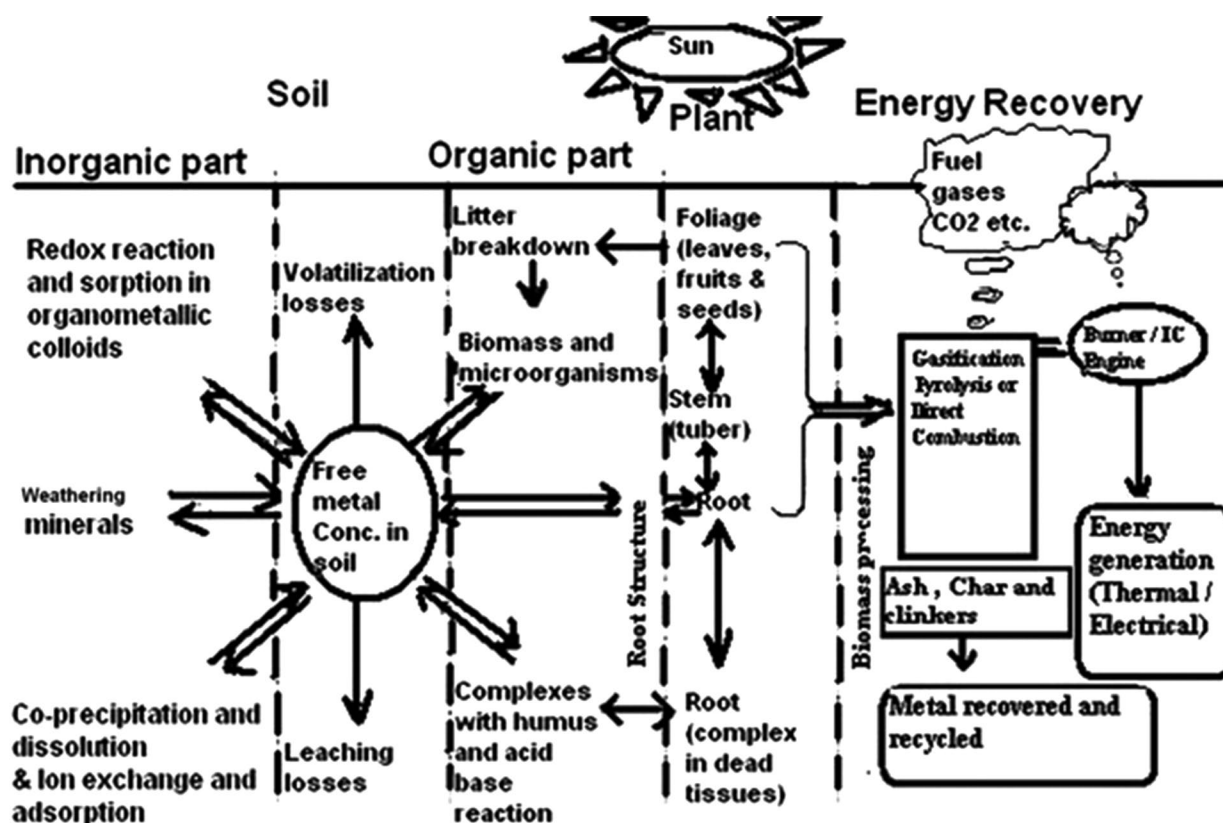 Sun
Soil
Plant
Energy Recovery
Inorganic part
Organic part
Redox reaction
and sorption in
organometallic
colloids
Weathering
minerals
Co-precipitation and
dissolution
& Ion exchange and
adsorption
Volatilization
losses
Free
metal
Conc. in
soil
Leaching
losses
Litter
breakdown
Biomass and
microorganisms
Complexes
with humus
and acid
base
reaction
Root Structure
Foliage
(leaves,
fruits &
seeds)
Stem
(tuber)
Root
Root
(complex
in dead
tissues)
Biomass processing
Fuel
gases
CO2 etc.
Gasification
Pyrolysis or
Direct
Combustion
Burner / IC
Engine
Energy
generation
(Thermal /
Electrical)
Ash , Char and
clinkers
Metal recovered and
recycled